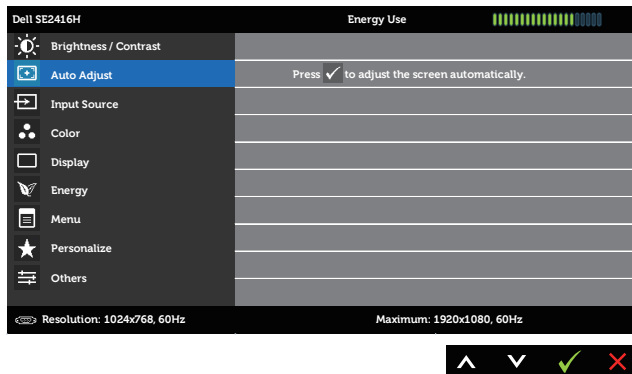 Dell SE2416H Energy Use
Brightness / Contrast
Auto Adjust Press ✓ to adjust the screen automatically.
Input Source
Color
Display
Energy
Menu
Personalize
Others
Resolution: 1024x768, 60Hz Maximum: 1920x1080, 60Hz